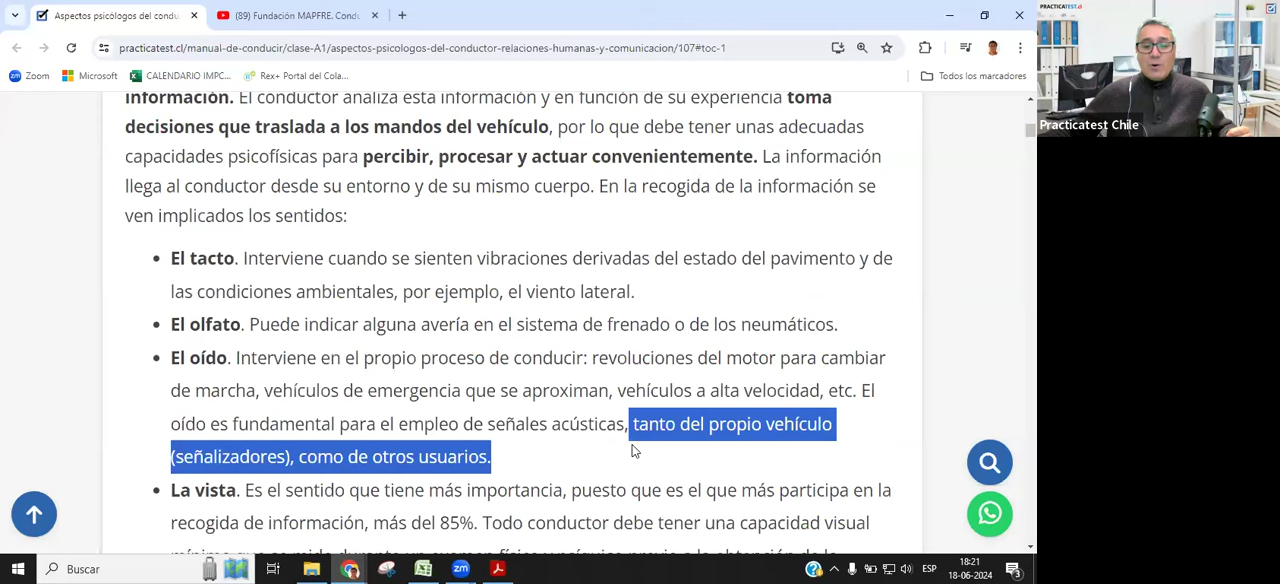 Aspectos psicólogos del condu
(89) Fundación MAPFRE. C
practicatest.cl/manual-de-conducir/clase-A1/aspectos-psicologos-del-conductor-relaciones-humanas-y-comunicacion/107#toc-1
Zoom
Microsoft
CALENDARIO IMPC...
Rex+ Portal del Cola...
Todos los marcadores
información. El conductor analiza esta información y en función de su experiencia toma
decisiones que traslada a los mandos del vehículo, por lo que debe tener unas adecuadas
capacidades psicofísicas para percibir, procesar y actuar convenientemente. La información
llega al conductor desde su entorno y de su mismo cuerpo. En la recogida de la información se
ven implicados los sentidos:
• El tacto. Interviene cuando se sienten vibraciones derivadas del estado del pavimento y de
las condiciones ambientales, por ejemplo, el viento lateral.
• El olfato. Puede indicar alguna avería en el sistema de frenado o de los neumáticos.
• El oído. Interviene en el propio proceso de conducir: revoluciones del motor para cambiar
de marcha, vehículos de emergencia que se aproximan, vehículos a alta velocidad, etc. El
oído es fundamental para el empleo de señales acústicas, tanto del propio vehículo
(señalizadores), como de otros usuarios.
• La vista. Es el sentido que tiene más importancia, puesto que es el que más participa en la
recogida de información, más del 85%. Todo conductor debe tener una capacidad visual
PRACTICATEST.cl
Practicatest Chile
Buscar
ESP
18:21
18-06-2024
3